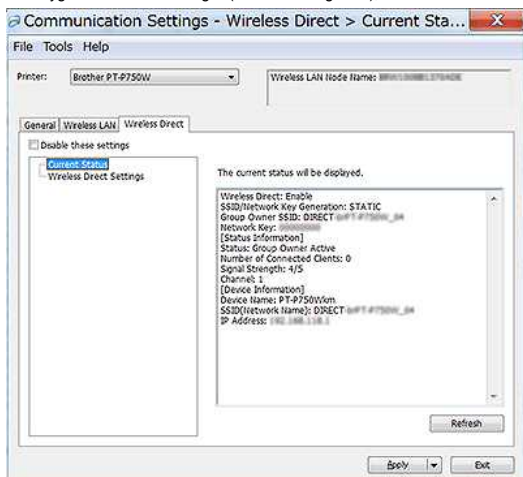 Communication Settings - Wireless Direct > Current Sta...
File Tools Help
Printer: Brother PT-P750W Wireless LAN Node Name:
General Wireless LAN Wireless Direct
Disable these settings
Current Status
Wireless Direct Settings
The current status will be displayed.
Wireless Direct: Enable
SSID/Network Key Generation: STATIC
Group Owner SSID: DIRECT
Network Key:
[Status Information]
Status: Group Owner Active
Number of Connected Clients: 0
Signal Strength: 4/5
Channel: 1
[Device Information]
Device Name: PT-P750Wkm
SSID(Network Name): DIRECT
IP Address:
Refresh
Apply
Exit